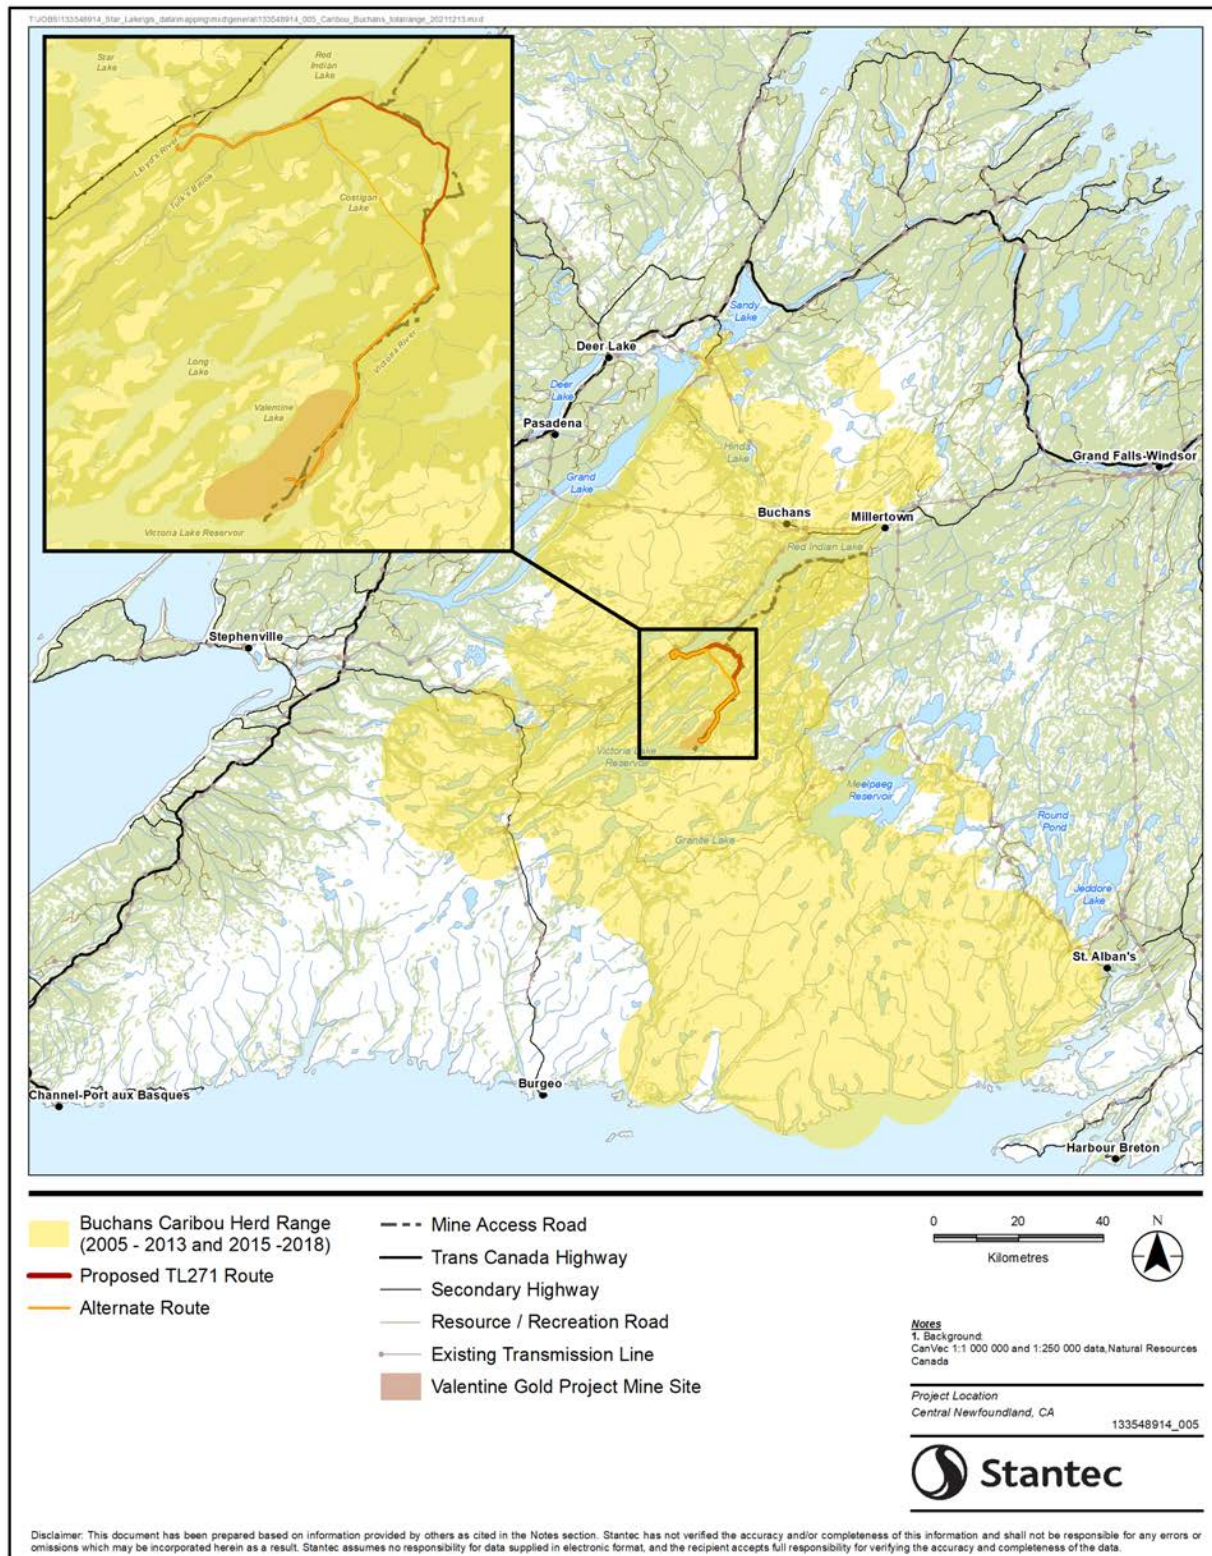 T:\JOBS\133548914_Star_Lake\gis_data\mapping\mxd\general\133548914_005_Caribou_Buchans_totalrange_20211213.mxd
Star
Lake
Red
Indian
Lake
Lloyd's River
Tulk's Brook
Costigan
Lake
Victoria River
Long
Lake
Valentine
Lake
Victoria Lake Reservoir
Sandy
Lake
Deer Lake
Deer
Lake
Pasadena
Hinds
Lake
Grand
Lake
Grand Falls-Windsor
Buchans
Millertown
Red Indian Lake
Stephenville
Victoria Lake
Reservoir
Meelpaeg
Reservoir
Round
Pond
Granite Lake
Jeddore
Lake
St. Alban's
Burgeo
Channel-Port aux Basques
Harbour Breton
Buchans Caribou Herd Range
(2005 - 2013 and 2015 -2018)
Proposed TL271 Route
Alternate Route
Mine Access Road
Trans Canada Highway
Secondary Highway
Resource / Recreation Road
Existing Transmission Line
Valentine Gold Project Mine Site
0 20 40
Kilometres
N
Notes
1. Background:
CanVec 1:1 000 000 and 1:250 000 data,Natural Resources
Canada
Project Location
Central Newfoundland, CA
133548914_005
Stantec
Disclaimer: This document has been prepared based on information provided by others as cited in the Notes section. Stantec has not verified the accuracy and/or completeness of this information and shall not be responsible for any errors or
omissions which may be incorporated herein as a result. Stantec assumes no responsibility for data supplied in electronic format, and the recipient accepts full responsibility for verifying the accuracy and completeness of the data.